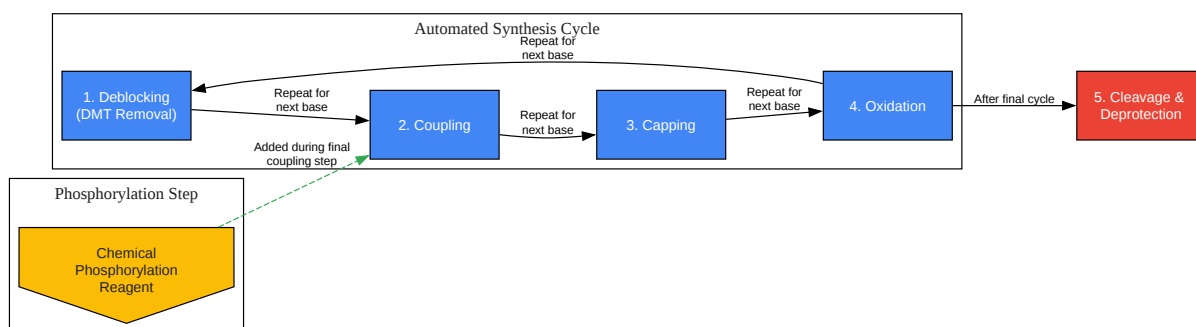 Automated Synthesis Cycle
Repeat for
next base
1. Deblocking
(DMT Removal)
Repeat for
next base
2. Coupling
Repeat for
next base
3. Capping
Repeat for
next base
4. Oxidation
After final cycle
5. Cleavage &
Deprotection
Added during final
coupling step
Phosphorylation Step
Chemical
Phosphorylation
Reagent